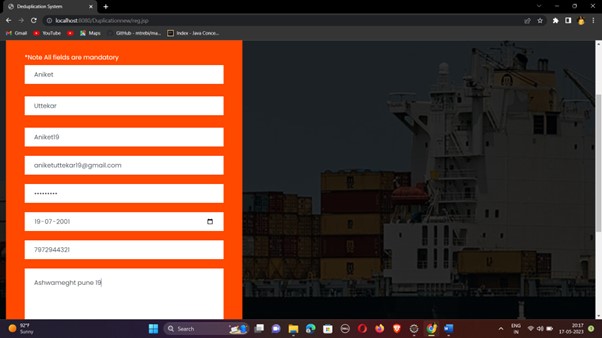 Deduplication System
localhost:8080/Duplicationnew/reg.jsp
Gmail
YouTube
Maps
GitHub - mtrello/ma...
Index - Java Conce...
*Note All fields are mandatory
Aniket
Uttekar
Aniket19
aniketuttekar19@gmail.com
•••••••••
19-07-2001
7972944321
Ashwameght pune 19
92°F
Sunny
Search
ENG
IN
20:17
17-05-2023